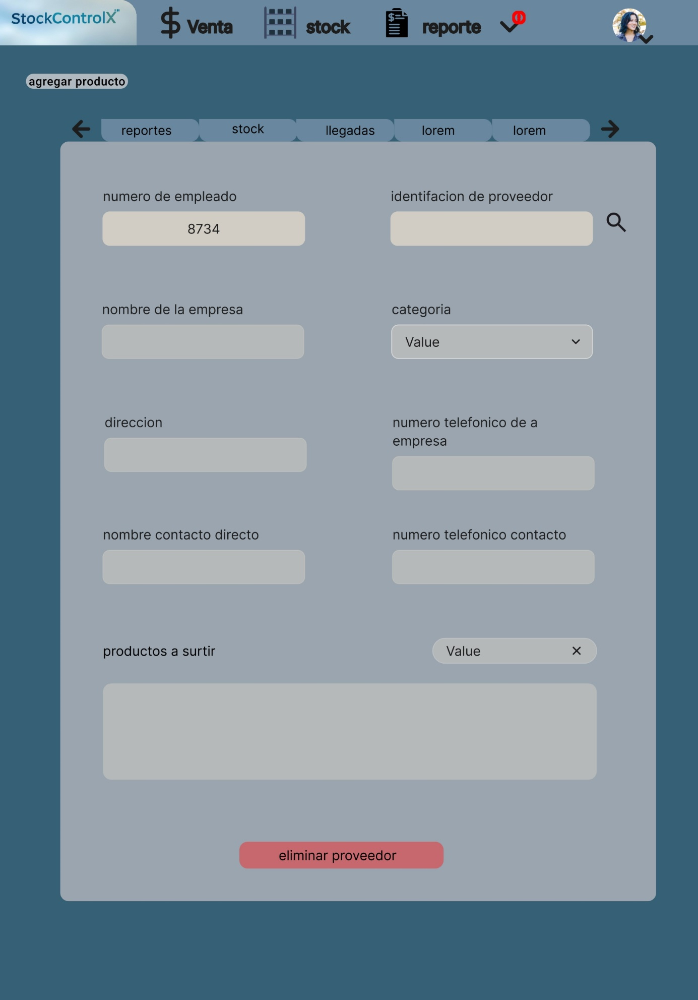 StockControlX
Venta
stock
reporte
0
agregar producto
reportes
stock
llegadas
lorem
lorem
numero de empleado
identifacion de proveedor
8734
nombre de la empresa
categoria
Value
direccion
numero telefonico de a
empresa
nombre contacto directo
numero telefonico contacto
productos a surtir
Value
eliminar proveedor